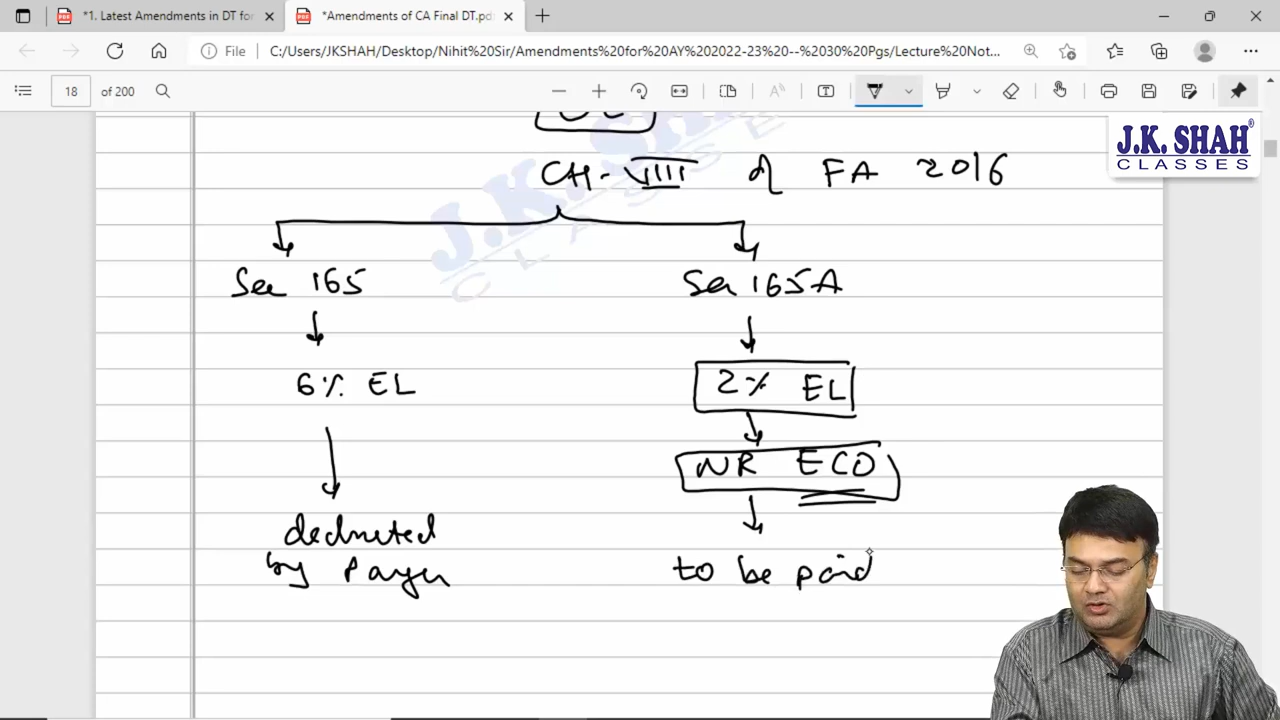 *1. Latest Amendments in DT for
*Amendments of CA Final DT.pdf
File C:/Users/JKSHAH/Desktop/Nihit%20Sir/Amendments%20for%20AY%202022-23%20--%2030%20Pgs/Lecture%20Not...
18 of 200
J.K. SHAH®
CLASSES
CH-VIII of FA 2016
Sec 165
Sec 165A
6% EL
2% EL
NR ECO
deducted
by Payer
to be paid